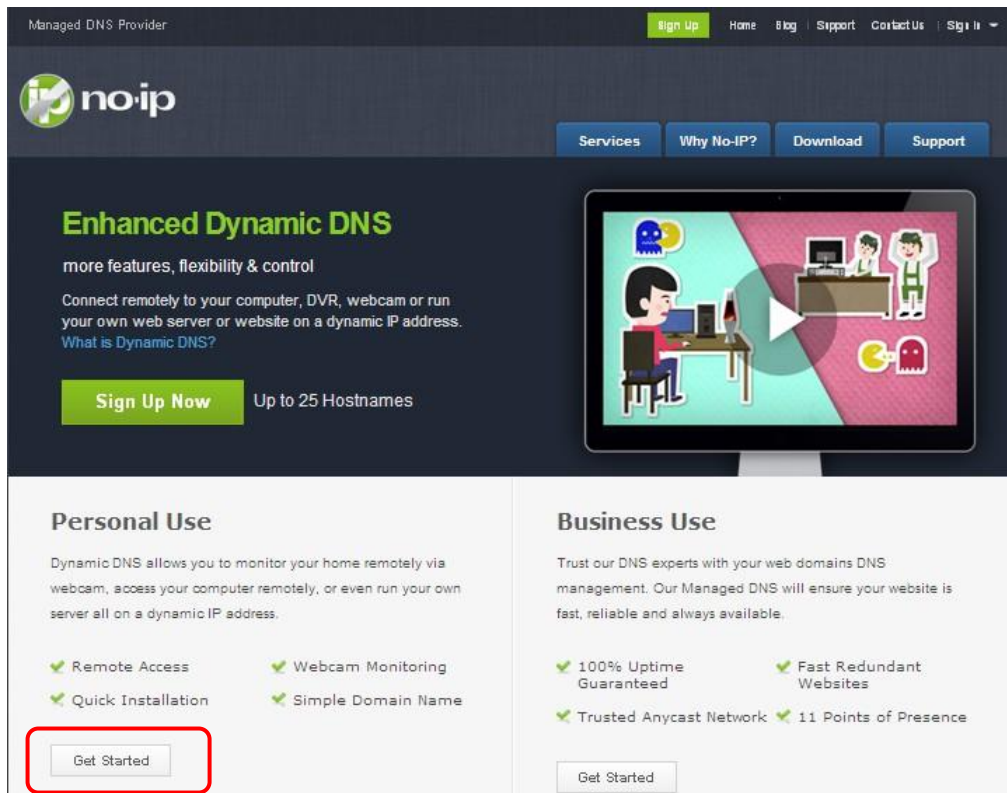 Managed DNS Provider
Sign Up Home Blog Support Contact Us Sign In
no·ip
Services Why No-IP? Download Support
Enhanced Dynamic DNS
more features, flexibility & control
Connect remotely to your computer, DVR, webcam or run
your own web server or website on a dynamic IP address.
What is Dynamic DNS?
Sign Up Now Up to 25 Hostnames
Personal Use
Dynamic DNS allows you to monitor your home remotely via
webcam, access your computer remotely, or even run your own
server all on a dynamic IP address.
Remote Access Webcam Monitoring
Quick Installation Simple Domain Name
Get Started
Business Use
Trust our DNS experts with your web domains DNS
management. Our Managed DNS will ensure your website is
fast, reliable and always available.
100% Uptime Guaranteed
Fast Redundant Websites
Trusted Anycast Network 11 Points of Presence
Get Started